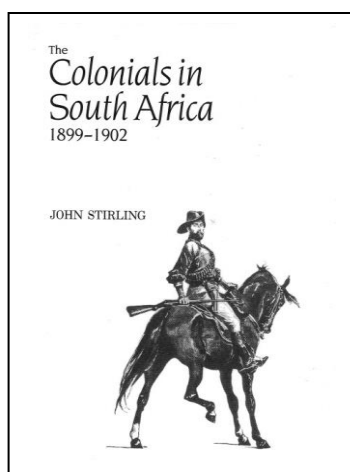 The
Colonials in
South Africa
1899–1902
JOHN STIRLING